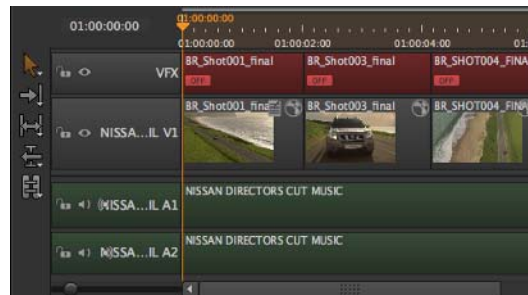 01:00:00:00
01:00:00:00
01:00:00:00 01:00:02:00 01:00:04:00 01:
VFX BR_Shot001_final BR_Shot003_final BR_SHOT004_FINA
OFF OFF OFF
NISSA...IL V1 BR_Shot001_final BR_Shot003_final BR_SHOT004_FIN
NISSA...IL A1 NISSAN DIRECTORS CUT MUSIC
NISSA...IL A2 NISSAN DIRECTORS CUT MUSIC